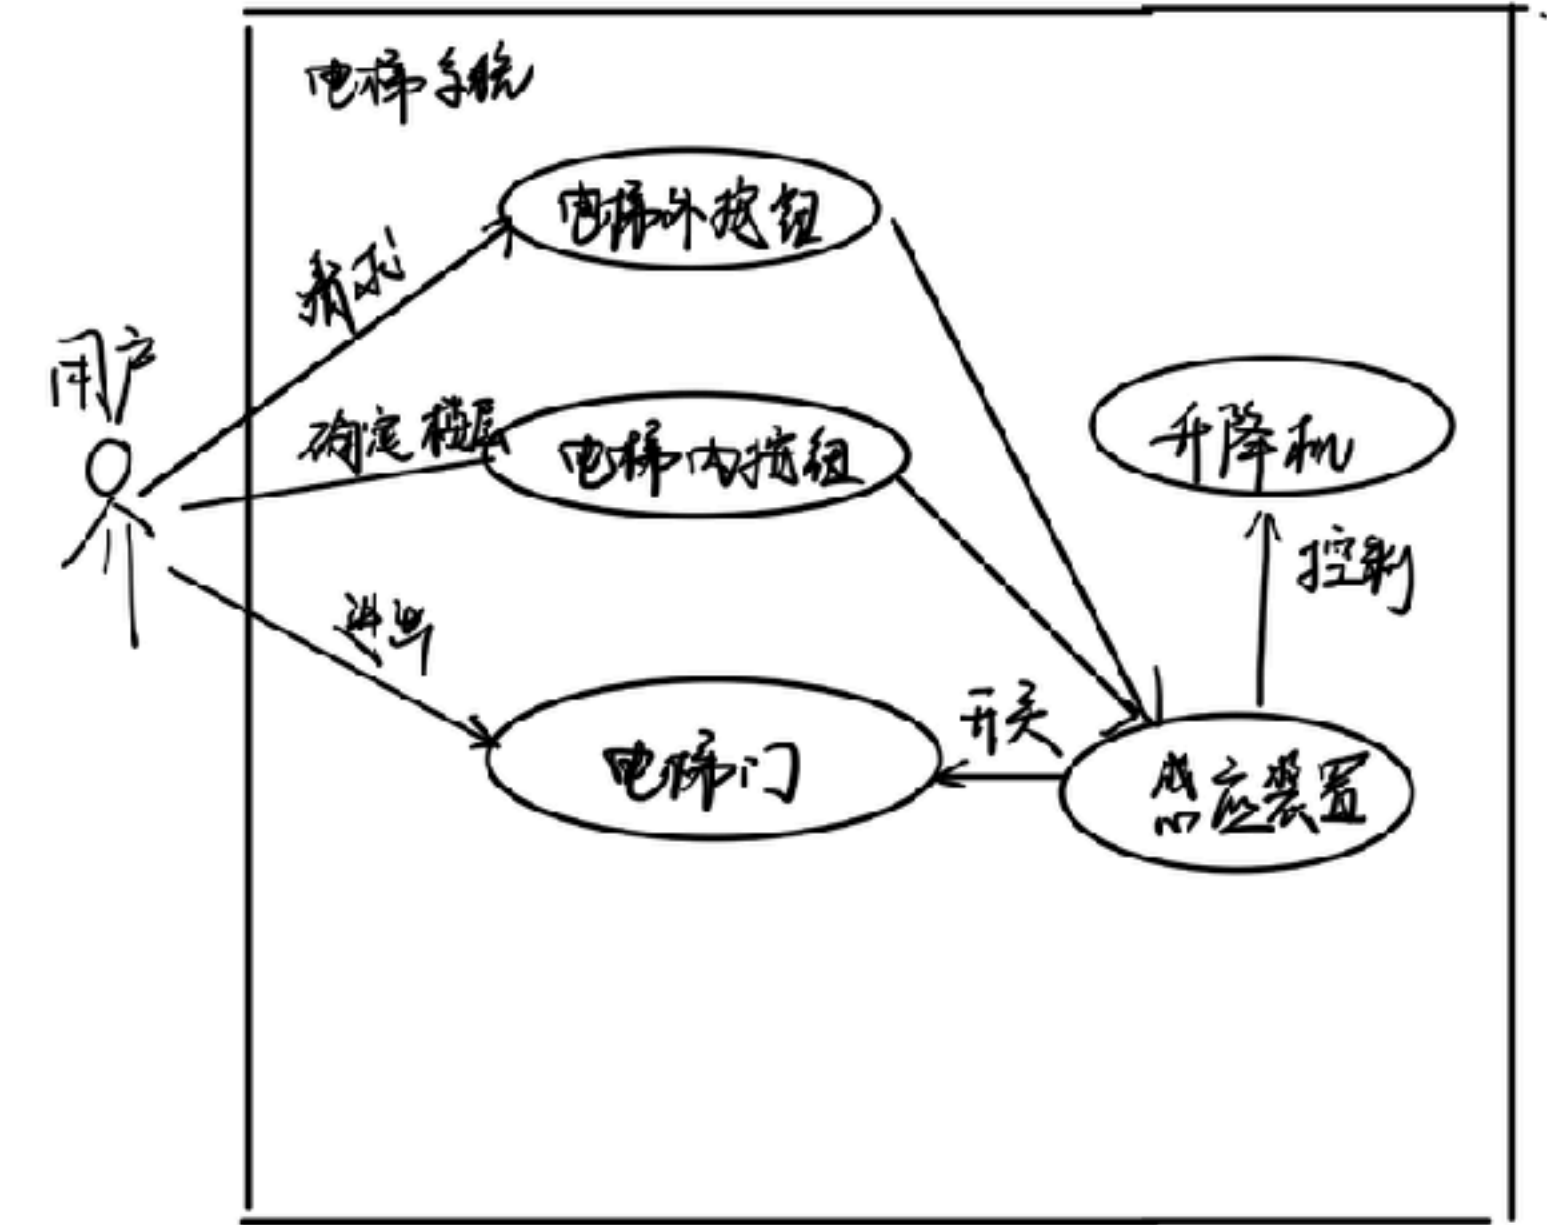 电梯系统
电梯外按钮
请求
用户
升降机
确定楼层
电梯内按钮
控制
进出
开关
电梯门
感应装置